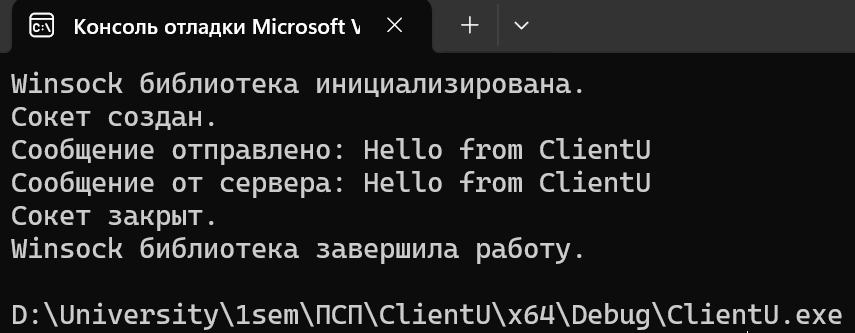 Консоль отладки Microsoft V
Winsock библиотека инициализирована.
Сокет создан.
Сообщение отправлено: Hello from ClientU
Сообщение от сервера: Hello from ClientU
Сокет закрыт.
Winsock библиотека завершила работу.
D:\University\1sem\ПСП\ClientU\x64\Debug\ClientU.exe